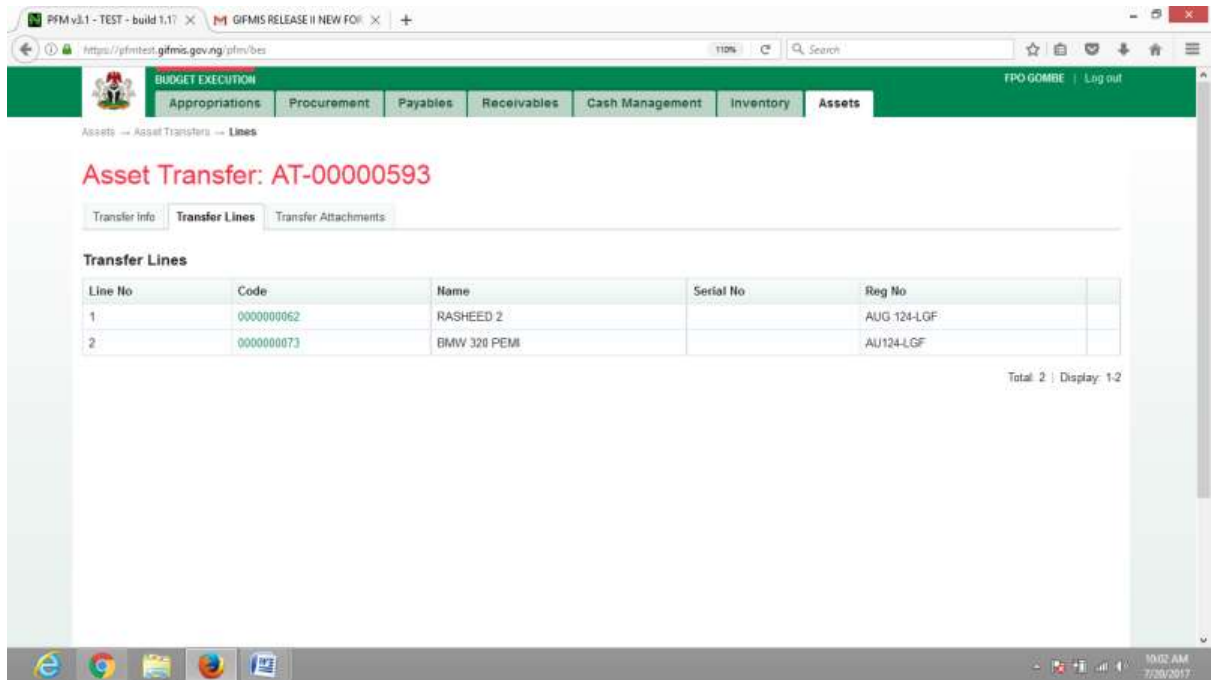 PFM v3.1 - TEST - build 1.17
GIFMIS RELEASE II NEW FOR
https://pfmtest.gifmis.gov.ng/pfm/bes
110%
Search
BUDGET EXECUTION
FPO GOMBE | Log out
Appropriations Procurement Payables Receivables Cash Management Inventory Assets
Assets → Asset Transfers → Lines
Asset Transfer: AT-00000593
Transfer Info Transfer Lines Transfer Attachments
Transfer Lines
Line No Code Name Serial No Reg No
1 0000000062 RASHEED 2 AUG 124-LGF
2 0000000073 BMW 320 PEMI AU124-LGF
Total: 2 | Display: 1-2
10:02 AM
7/20/2017